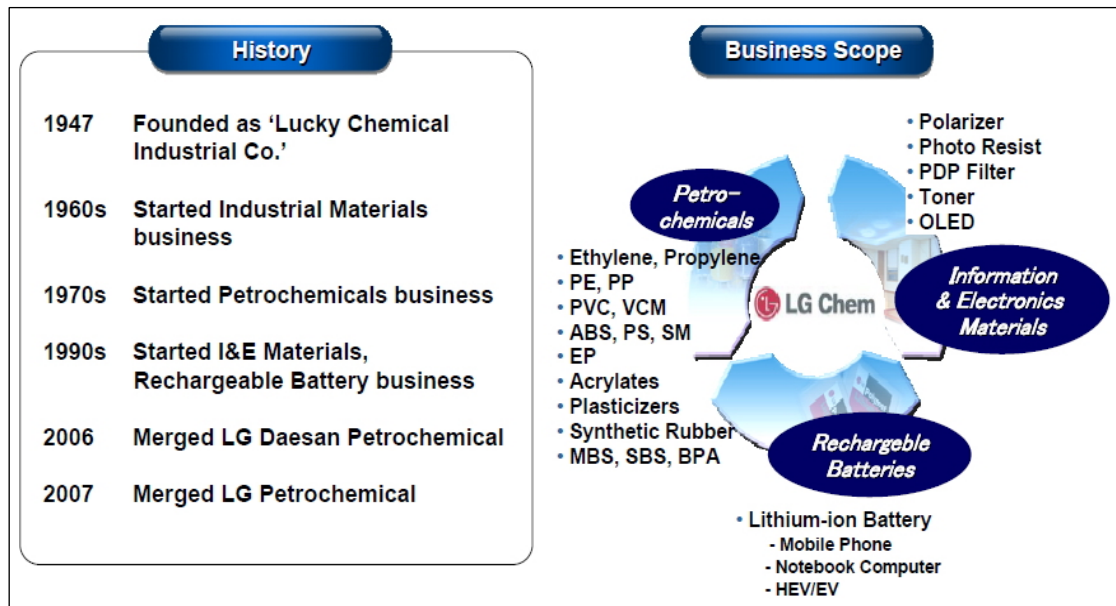 History
1947 Founded as ‘Lucky Chemical
Industrial Co.’
1960s Started Industrial Materials
business
1970s Started Petrochemicals business
1990s Started I&E Materials,
Rechargeable Battery business
2006 Merged LG Daesan Petrochemical
2007 Merged LG Petrochemical
Business Scope
• Polarizer
• Photo Resist
• PDP Filter
• Toner
• OLED
Petro-
chemicals
• Ethylene, Propylene
• PE, PP
• PVC, VCM
• ABS, PS, SM
• EP
• Acrylates
• Plasticizers
• Synthetic Rubber
• MBS, SBS, BPA
LG Chem
Information
& Electronics
Materials
Rechargeble
Batteries
• Lithium-ion Battery
- Mobile Phone
- Notebook Computer
- HEV/EV